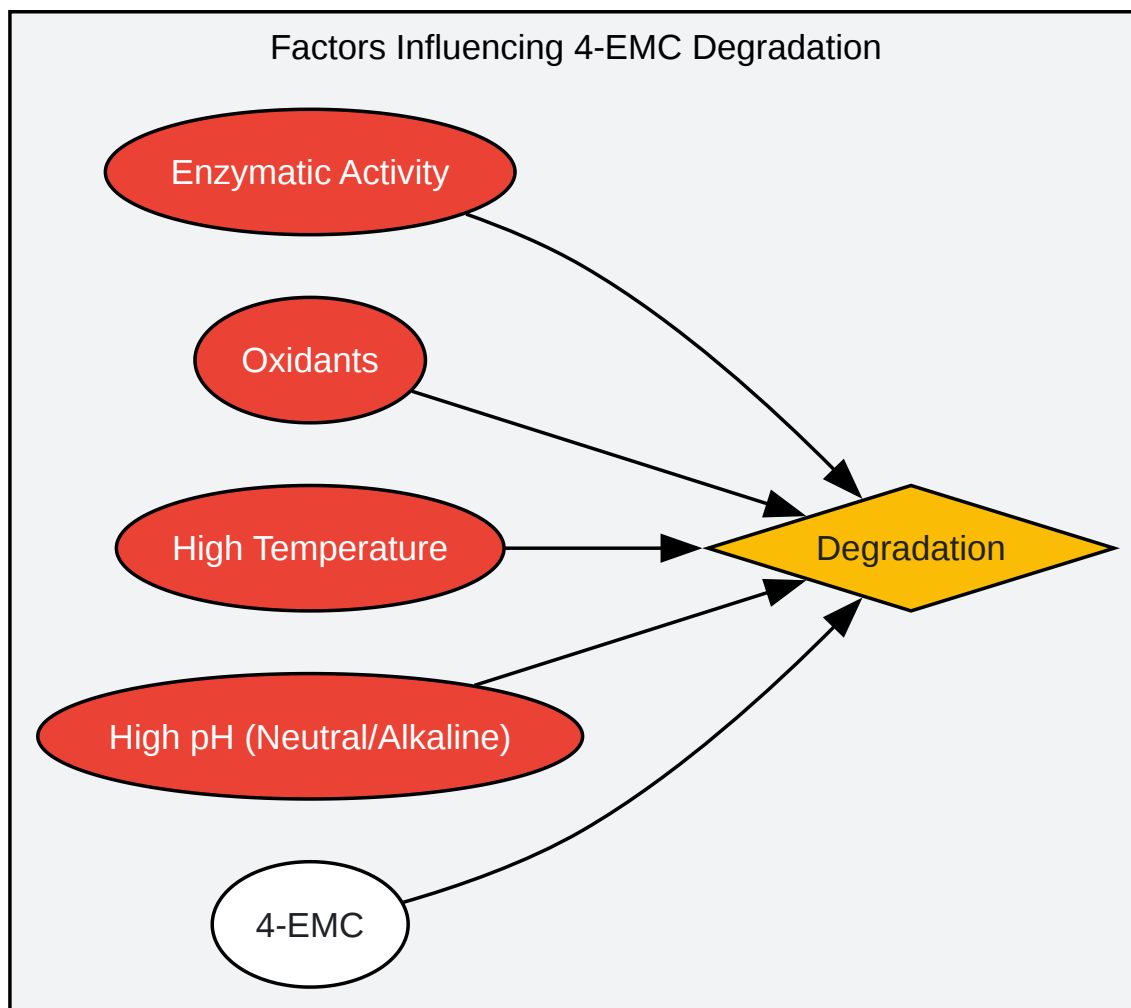 Factors Influencing 4-EMC Degradation
Enzymatic Activity
Oxidants
High Temperature
Degradation
High pH (Neutral/Alkaline)
4-EMC